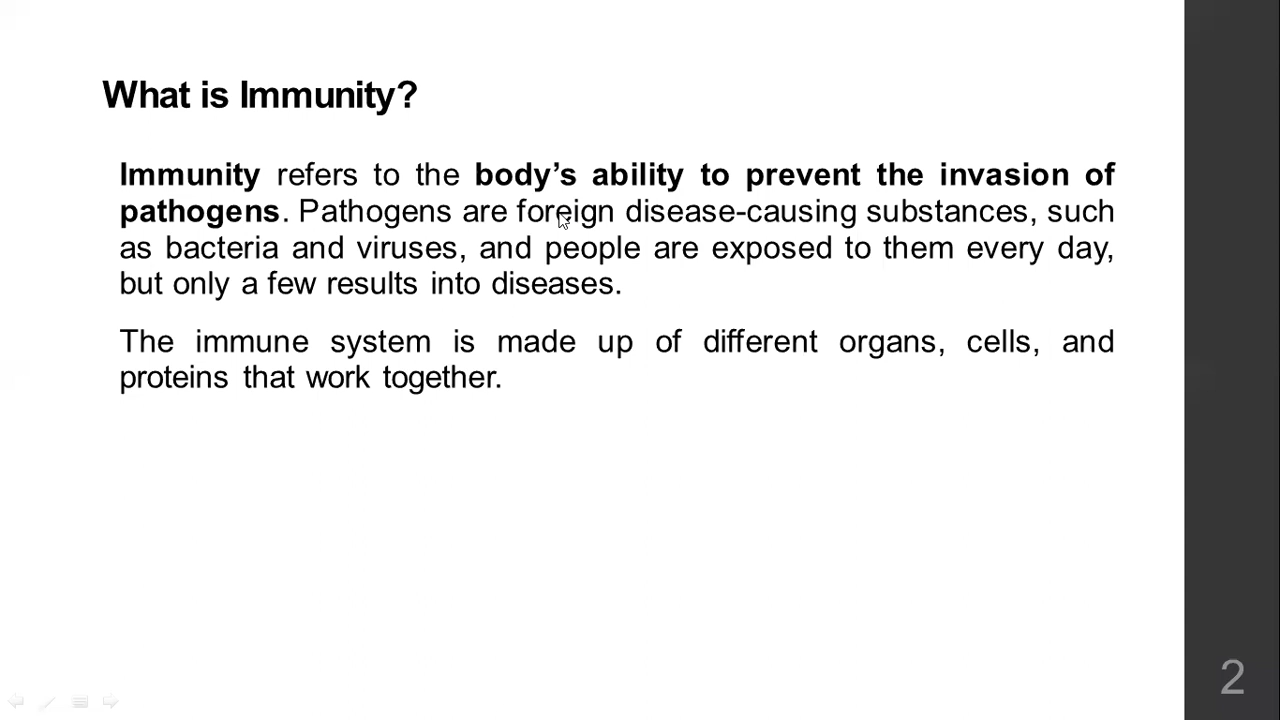 What is Immunity?
Immunity refers to the body’s ability to prevent the invasion of
pathogens. Pathogens are foreign disease-causing substances, such
as bacteria and viruses, and people are exposed to them every day,
but only a few results into diseases.
The immune system is made up of different organs, cells, and
proteins that work together.
2